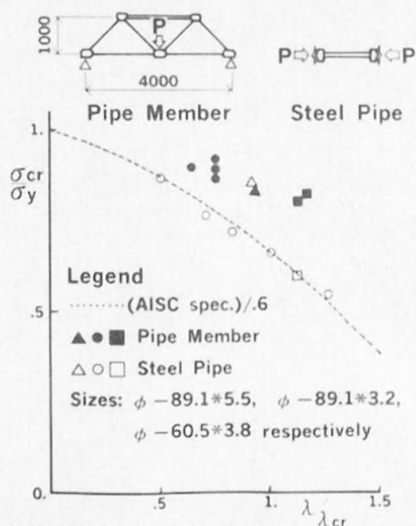 1000
P
4000
P
P
Pipe Member
Steel Pipe
σcr
σy
1.
.5
0.
Legend
(AISC spec.)/.6
Pipe Member
Steel Pipe
Sizes: φ-89.1*5.5, φ-89.1*3.2,
φ-60.5*3.8 respectively
.5
1.
λ
λcr
1.5